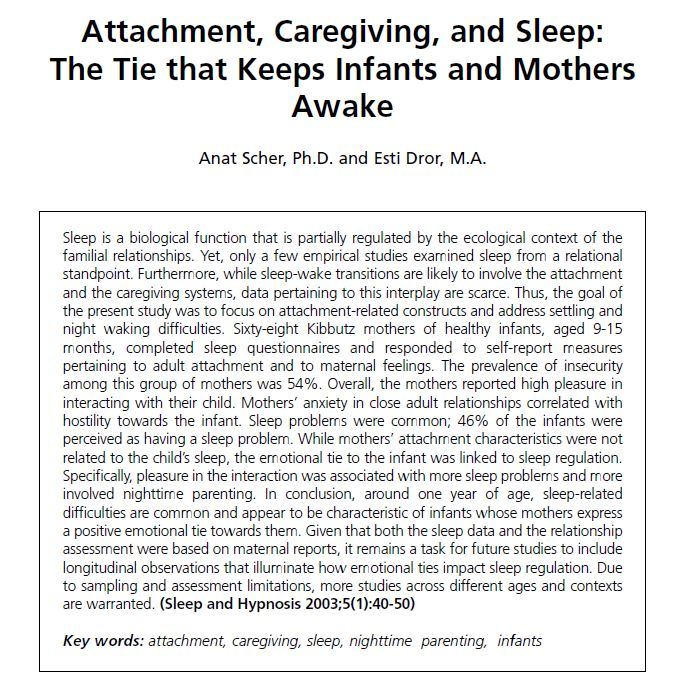 Attachment, Caregiving, and Sleep:
The Tie that Keeps Infants and Mothers
Awake
Anat Scher, Ph.D. and Esti Dror, M.A.
Sleep is a biological function that is partially regulated by the ecological context of the
familial relationships. Yet, only a few empirical studies examined sleep from a relational
standpoint. Furthermore, while sleep-wake transitions are likely to involve the attachment
and the caregiving systems, data pertaining to this interplay are scarce. Thus, the goal of
the present study was to focus on attachment-related constructs and address settling and
night waking difficulties. Sixty-eight Kibbutz mothers of healthy infants, aged 9-15
months, completed sleep questionnaires and responded to self-report measures
pertaining to adult attachment and to maternal feelings. The prevalence of insecurity
among this group of mothers was 54%. Overall, the mothers reported high pleasure in
interacting with their child. Mothers' anxiety in close adult relationships correlated with
hostility towards the infant. Sleep problems were common; 46% of the infants were
perceived as having a sleep problem. While mothers' attachment characteristics were not
related to the child's sleep, the emotional tie to the infant was linked to sleep regulation.
Specifically, pleasure in the interaction was associated with more sleep problems and more
involved nighttime parenting. In conclusion, around one year of age, sleep-related
difficulties are common and appear to be characteristic of infants whose mothers express
a positive emotional tie towards them. Given that both the sleep data and the relationship
assessment were based on maternal reports, it remains a task for future studies to include
longitudinal observations that illuminate how emotional ties impact sleep regulation. Due
to sampling and assessment limitations, more studies across different ages and contexts
are warranted. (Sleep and Hypnosis 2003;5(1):40-50)
Key words: attachment, caregiving, sleep, nighttime parenting, infants